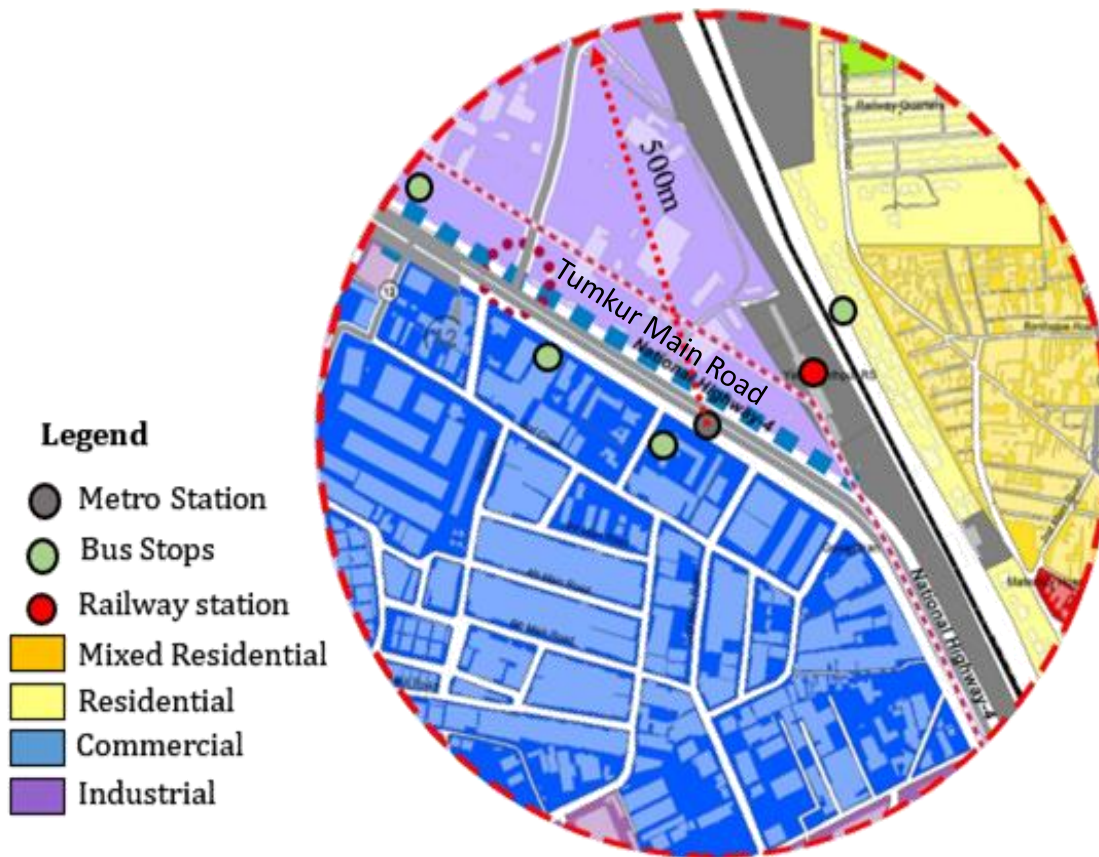 Railway Quarters
500m
Tumkur Main Road
National Highway-4
12
National Highway-4
Legend
Metro Station
Bus Stops
Railway station
Mixed Residential
Residential
Commercial
Industrial